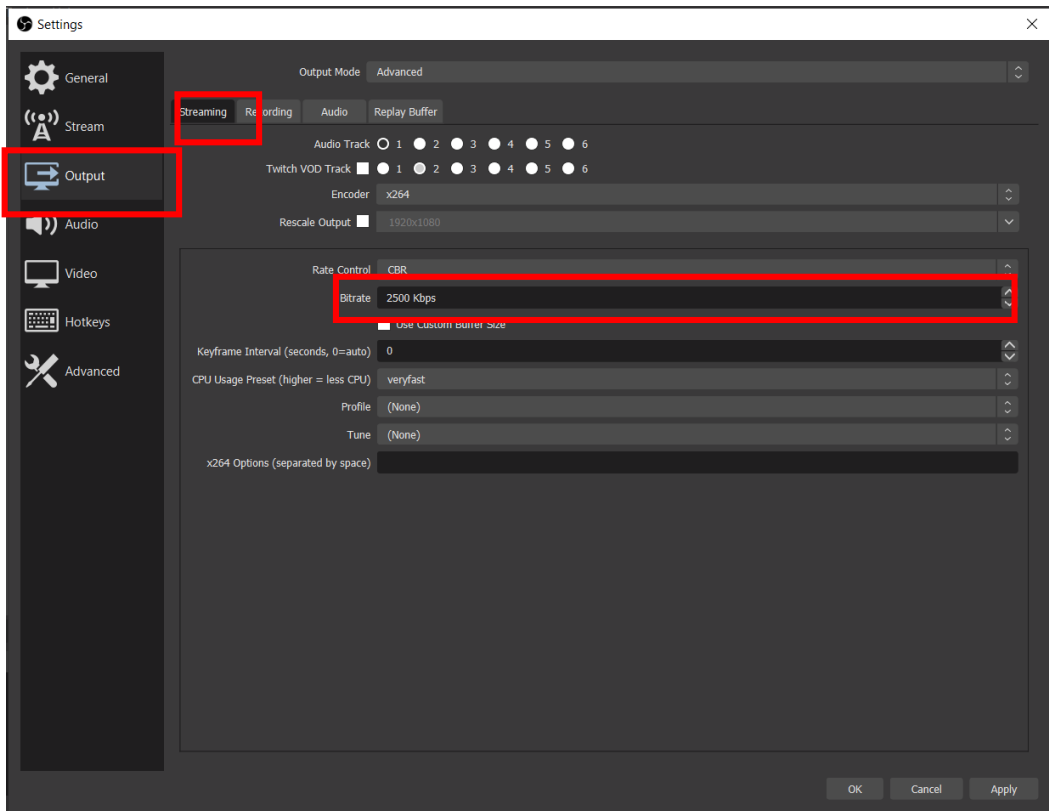 Settings
General
Stream
Output
Audio
Video
Hotkeys
Advanced
Output Mode Advanced
Streaming Recording Audio Replay Buffer
Audio Track 1 2 3 4 5 6
Twitch VOD Track 1 2 3 4 5 6
Encoder x264
Rescale Output 1920x1080
Rate Control CBR
Bitrate 2500 Kbps
Use Custom Buffer Size
Keyframe Interval (seconds, 0=auto) 0
CPU Usage Preset (higher = less CPU) veryfast
Profile (None)
Tune (None)
x264 Options (separated by space)
OK Cancel Apply